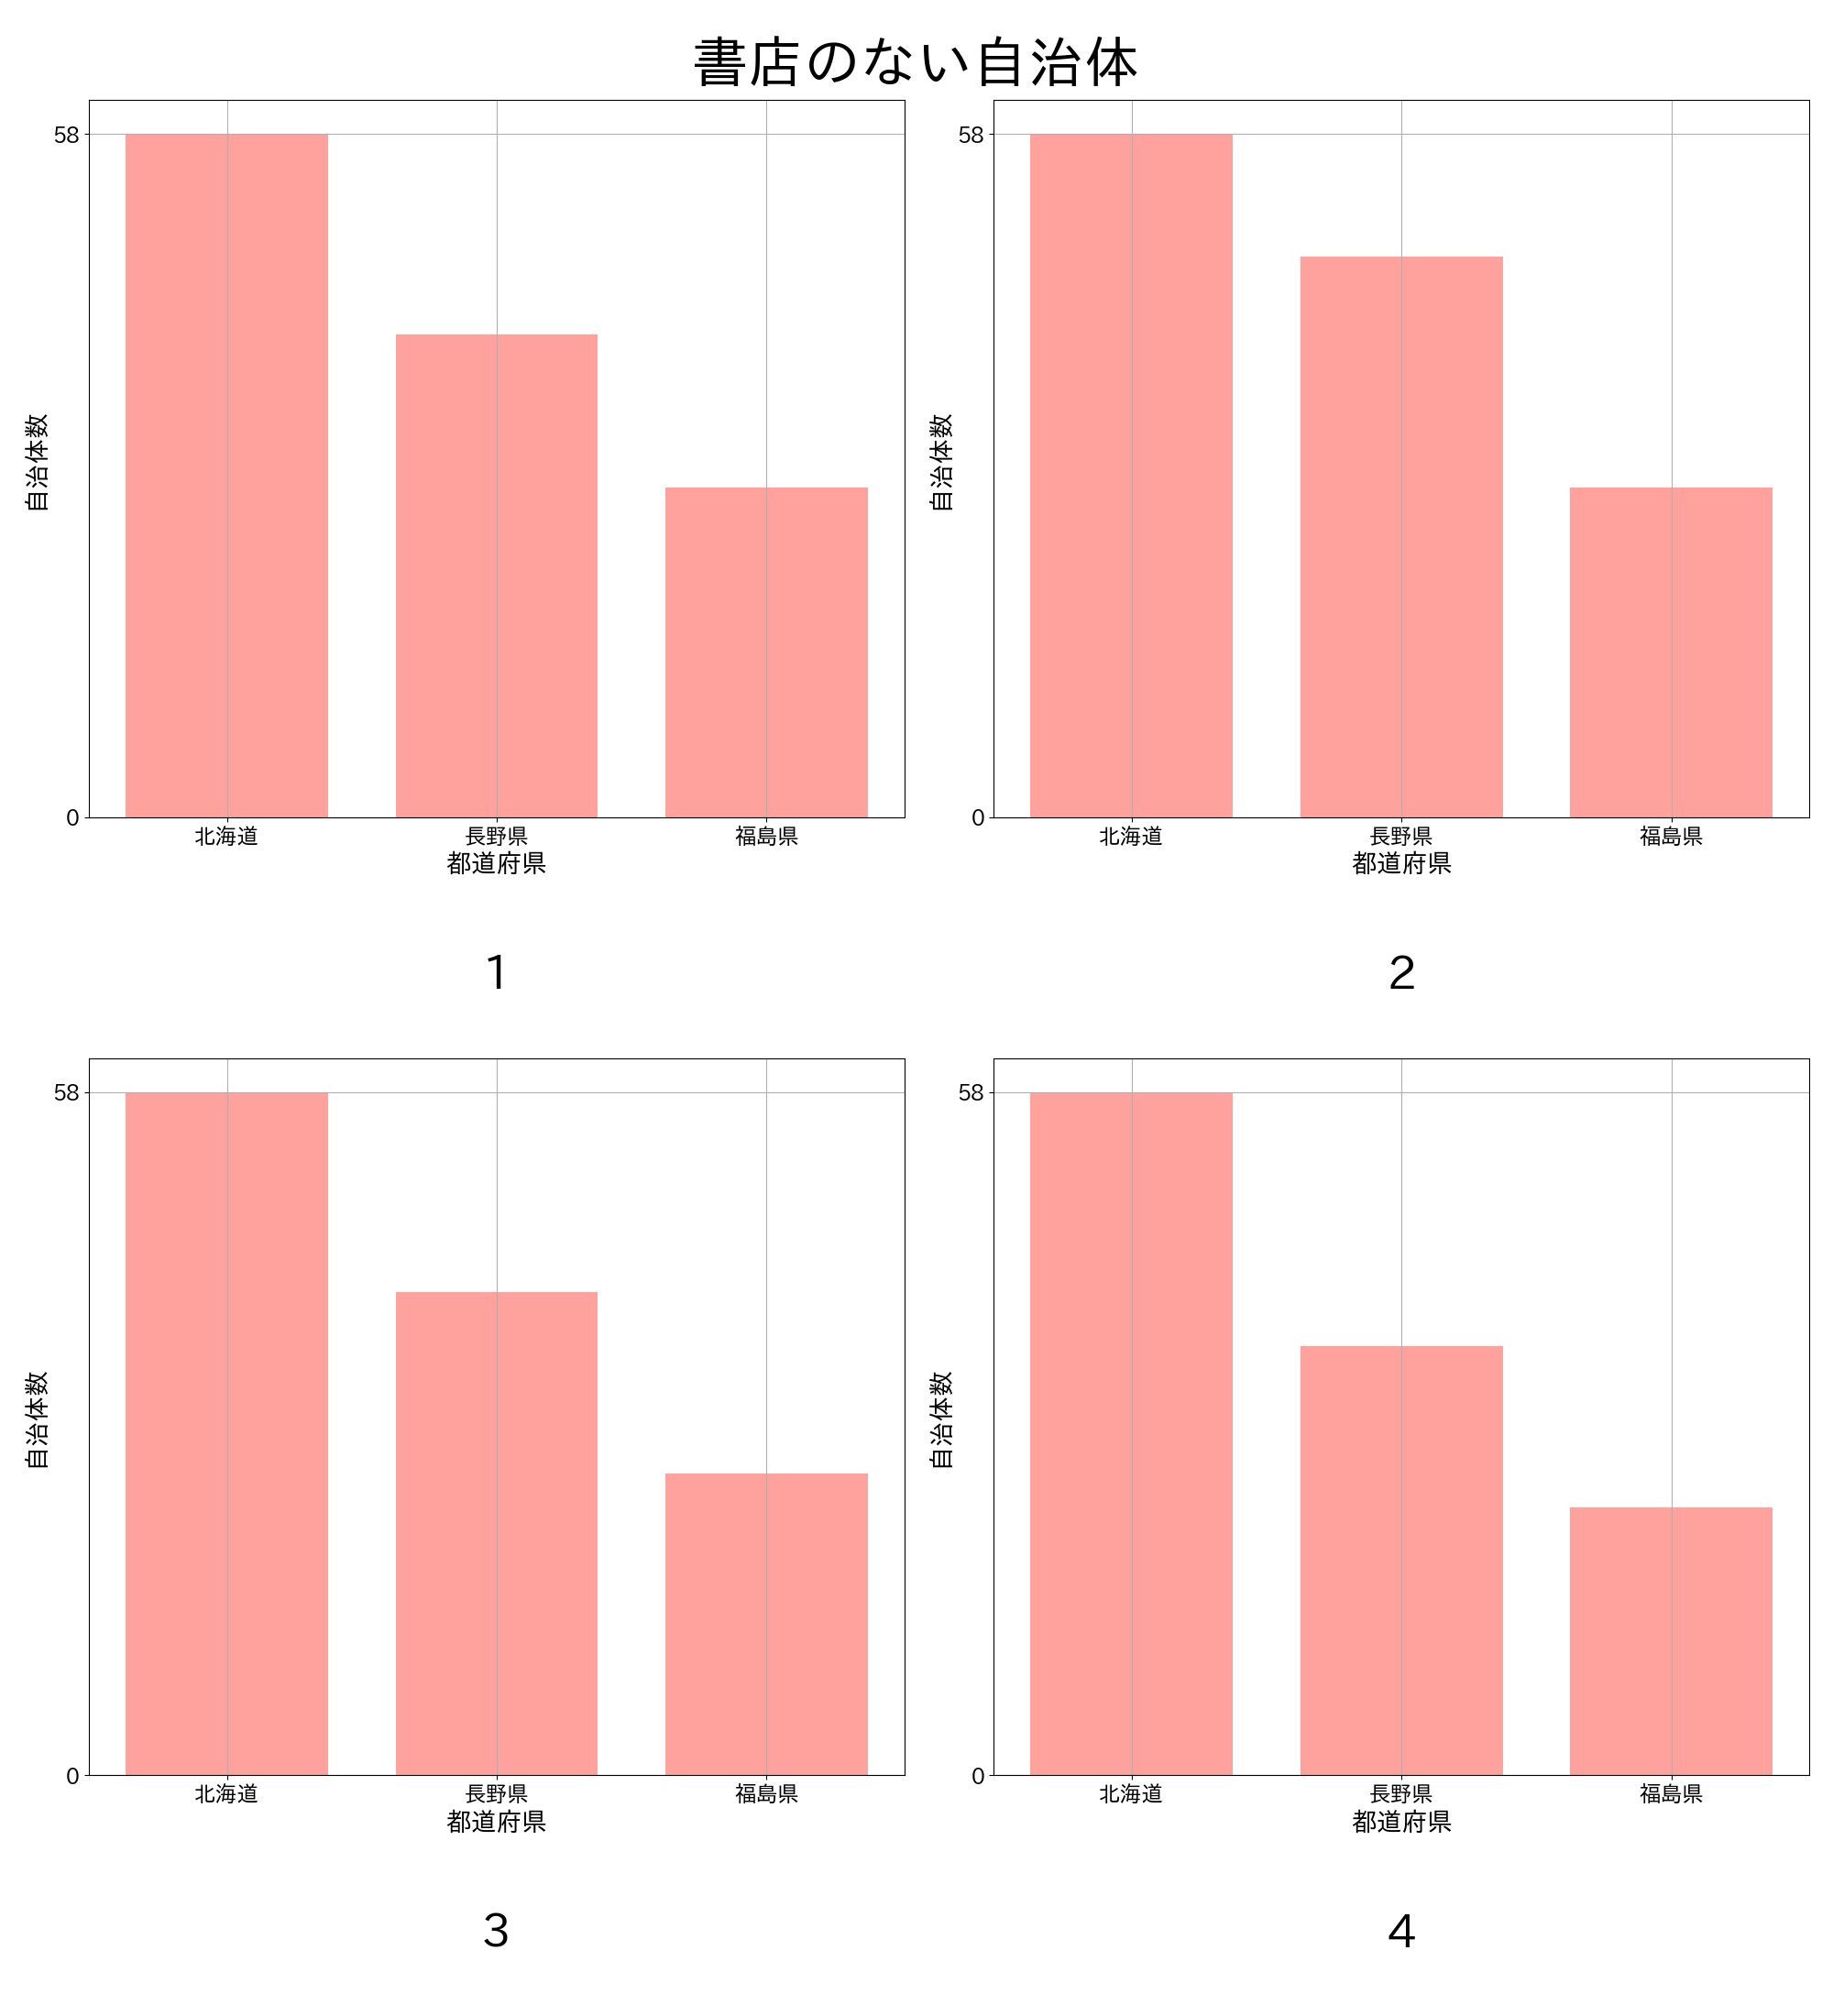 書店のない自治体
58
0
自治体数
北海道 長野県 福島県
都道府県
1
58
0
自治体数
北海道 長野県 福島県
都道府県
2
58
0
自治体数
北海道 長野県 福島県
都道府県
3
58
0
自治体数
北海道 長野県 福島県
都道府県
4